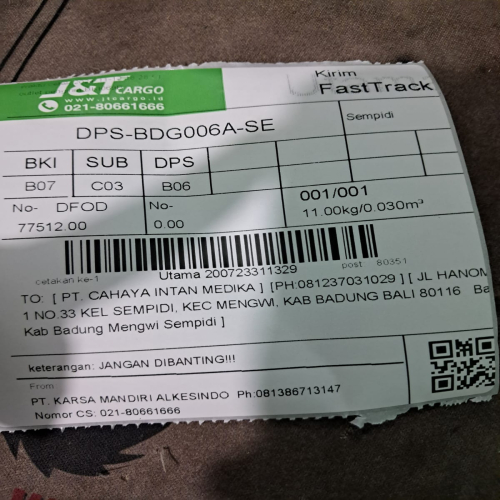 J&T CARGO
www.jtcargo.id
021-80661666
Kirim
FastTrack
DPS-BDG006A-SE
Sempidi
BKI SUB DPS
B07 C03 B06
No- DFOD No-
77512.00 0.00
001/001
11.00kg/0.030m³
cetakan ke-1 Utama 200723311329 post 80351
TO: [ PT. CAHAYA INTAN MEDIKA ] [PH:081237031029 ] [ JL HANOM
1 NO.33 KEL SEMPIDI, KEC MENGWI, KAB BADUNG BALI 80116 Ba
Kab Badung Mengwi Sempidi ]
keterangan: JANGAN DIBANTING!!!
From
PT. KARSA MANDIRI ALKESINDO Ph:081386713147
Nomor CS: 021-80661666